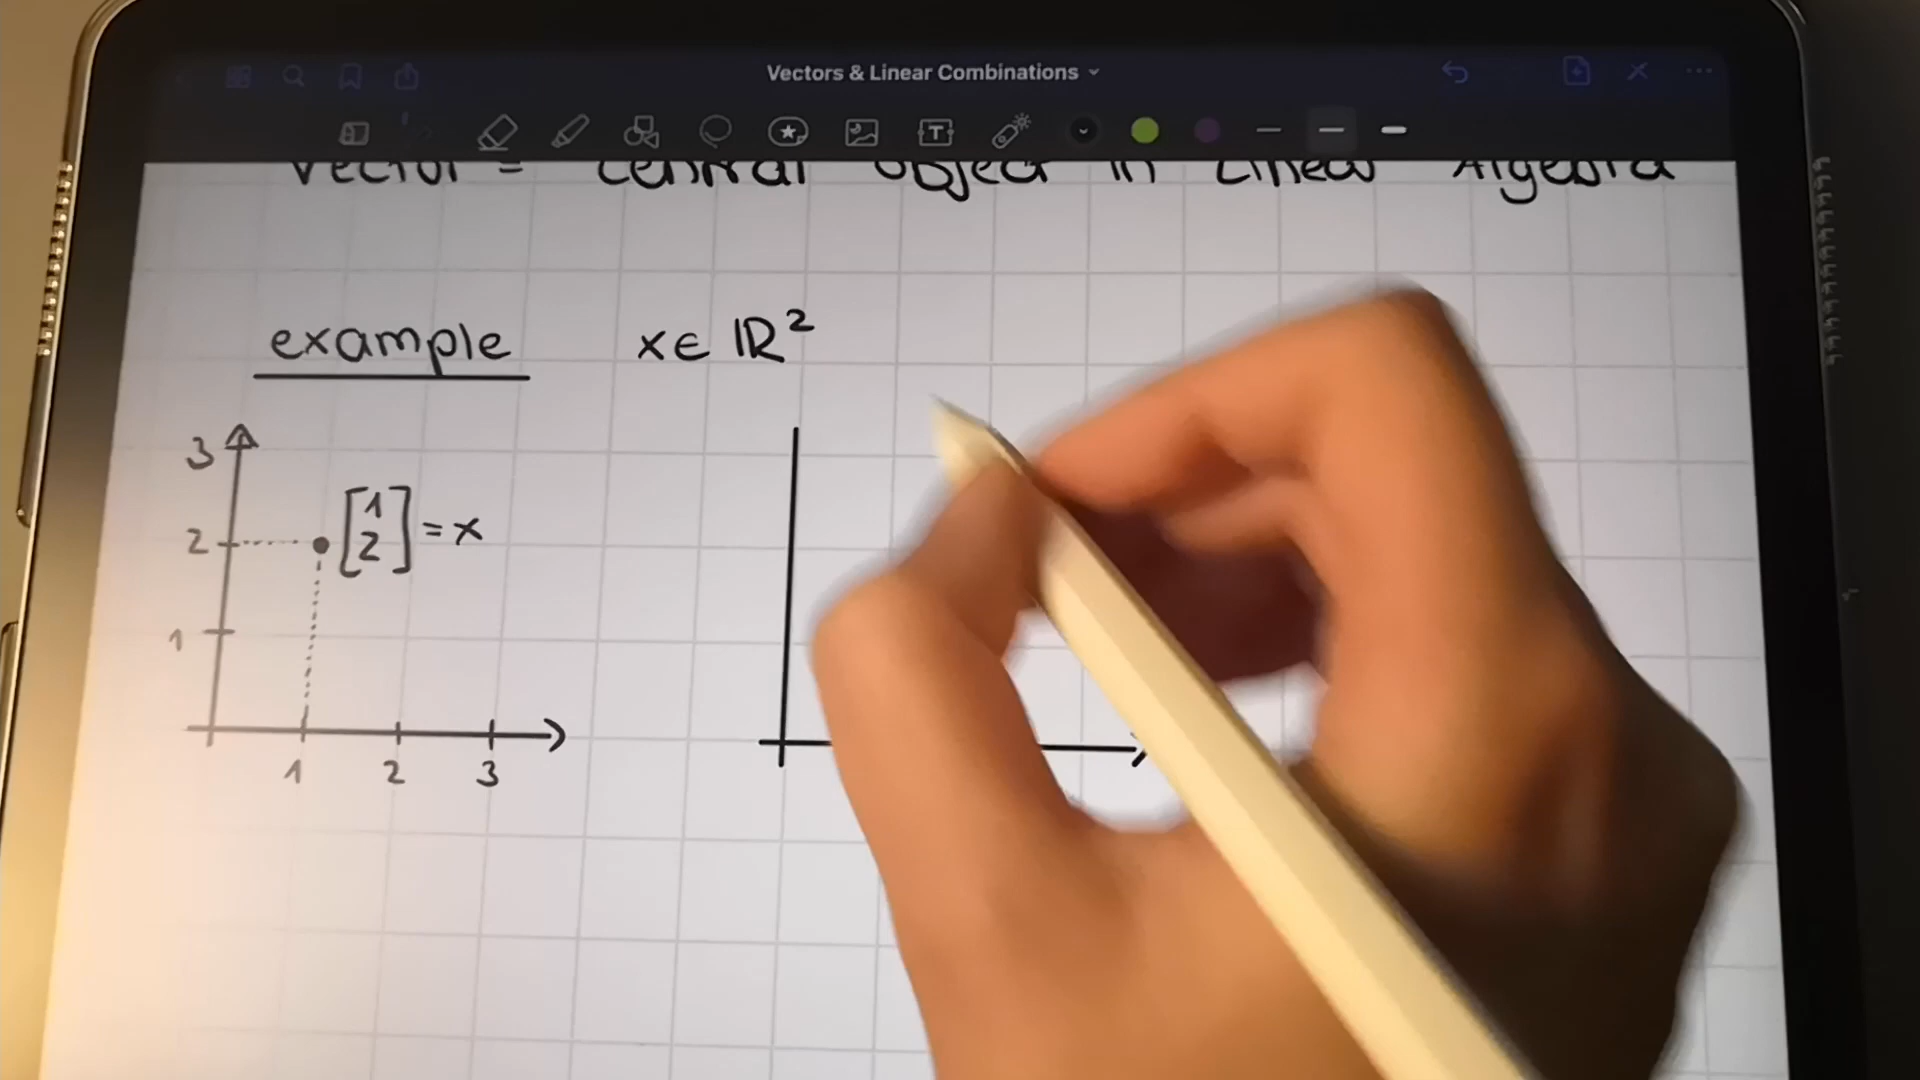 Vectors & Linear Combinations
T
Vector = Central Object in Linear Algebra
example x ∈ ℝ²
3
2
1
[1
2] = x
1 2 3